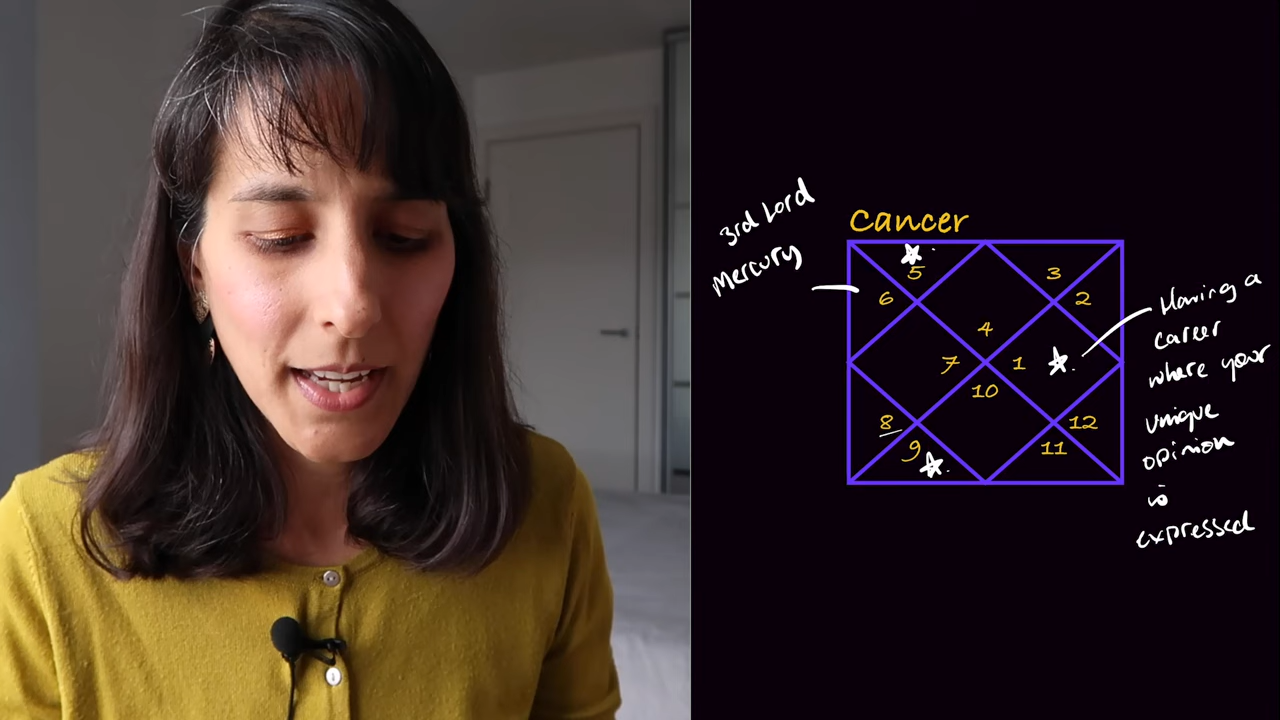 3rd Lord
Mercury
Cancer
5
3
6
2
4
7
1
10
8
12
9
11
Having a
career
where your
unique
opinion
is
expressed